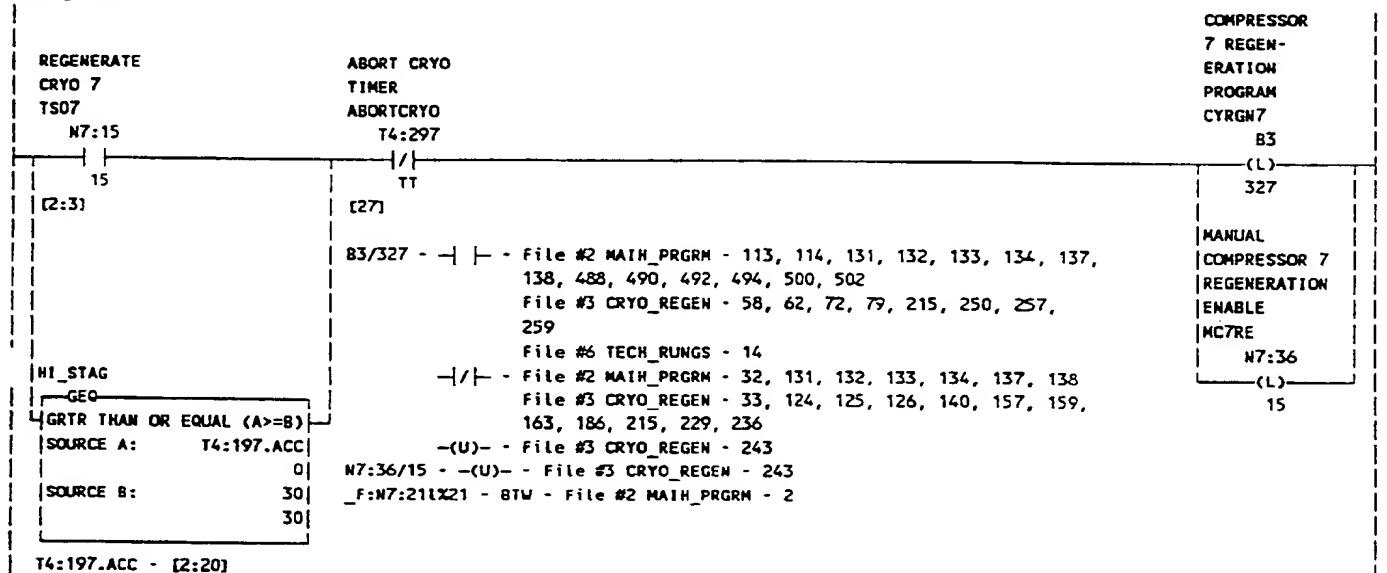 COMPRESSOR
7 REGEN-
ERATION
PROGRAM
CYRGN7
B3
(L)
327
REGENERATE
CRYO 7
TS07
N7:15
15
[2:3]
ABORT CRYO
TIMER
ABORTCRYO
T4:297
/
TT
[27]
B3/327 - ─┤ ├─ - File #2 MAIH_PRGRM - 113, 114, 131, 132, 133, 134, 137,
138, 488, 490, 492, 494, 500, 502
File #3 CRYO_REGEN - 58, 62, 72, 79, 215, 250, 257,
259
File #6 TECH_RUNGS - 14
─┤/├─ - File #2 MAIH_PRGRM - 32, 131, 132, 133, 134, 137, 138
File #3 CRYO_REGEN - 33, 124, 125, 126, 140, 157, 159,
163, 186, 215, 229, 236
─(U)─ - File #3 CRYO_REGEN - 243
N7:36/15 - ─(U)─ - File #3 CRYO_REGEN - 243
_F:N7:211%21 - BTW - File #2 MAIH_PRGRM - 2
MANUAL
COMPRESSOR 7
REGENERATION
ENABLE
MC7RE
N7:36
(L)
15
HI_STAG
GEQ
GRTR THAN OR EQUAL (A>=B)
SOURCE A: T4:197.ACC
0
SOURCE B: 30
30
T4:197.ACC - [2:20]